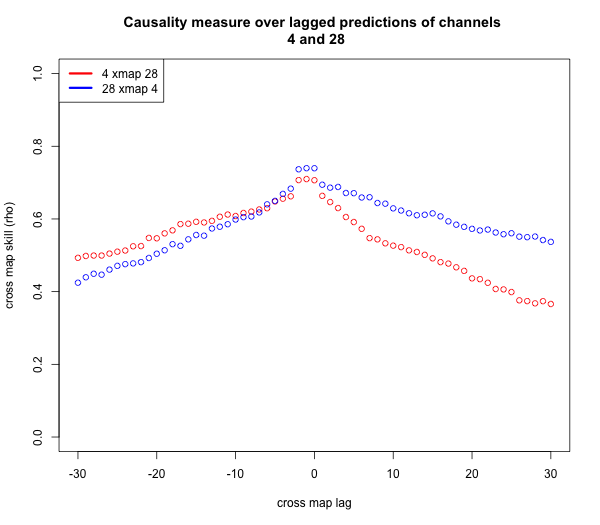 Causality measure over lagged predictions of channels
4 and 28
4 xmap 28
28 xmap 4
cross map skill (rho)
1.0
0.8
0.6
0.4
0.2
0.0
-30 -20 -10 0 10 20 30
cross map lag